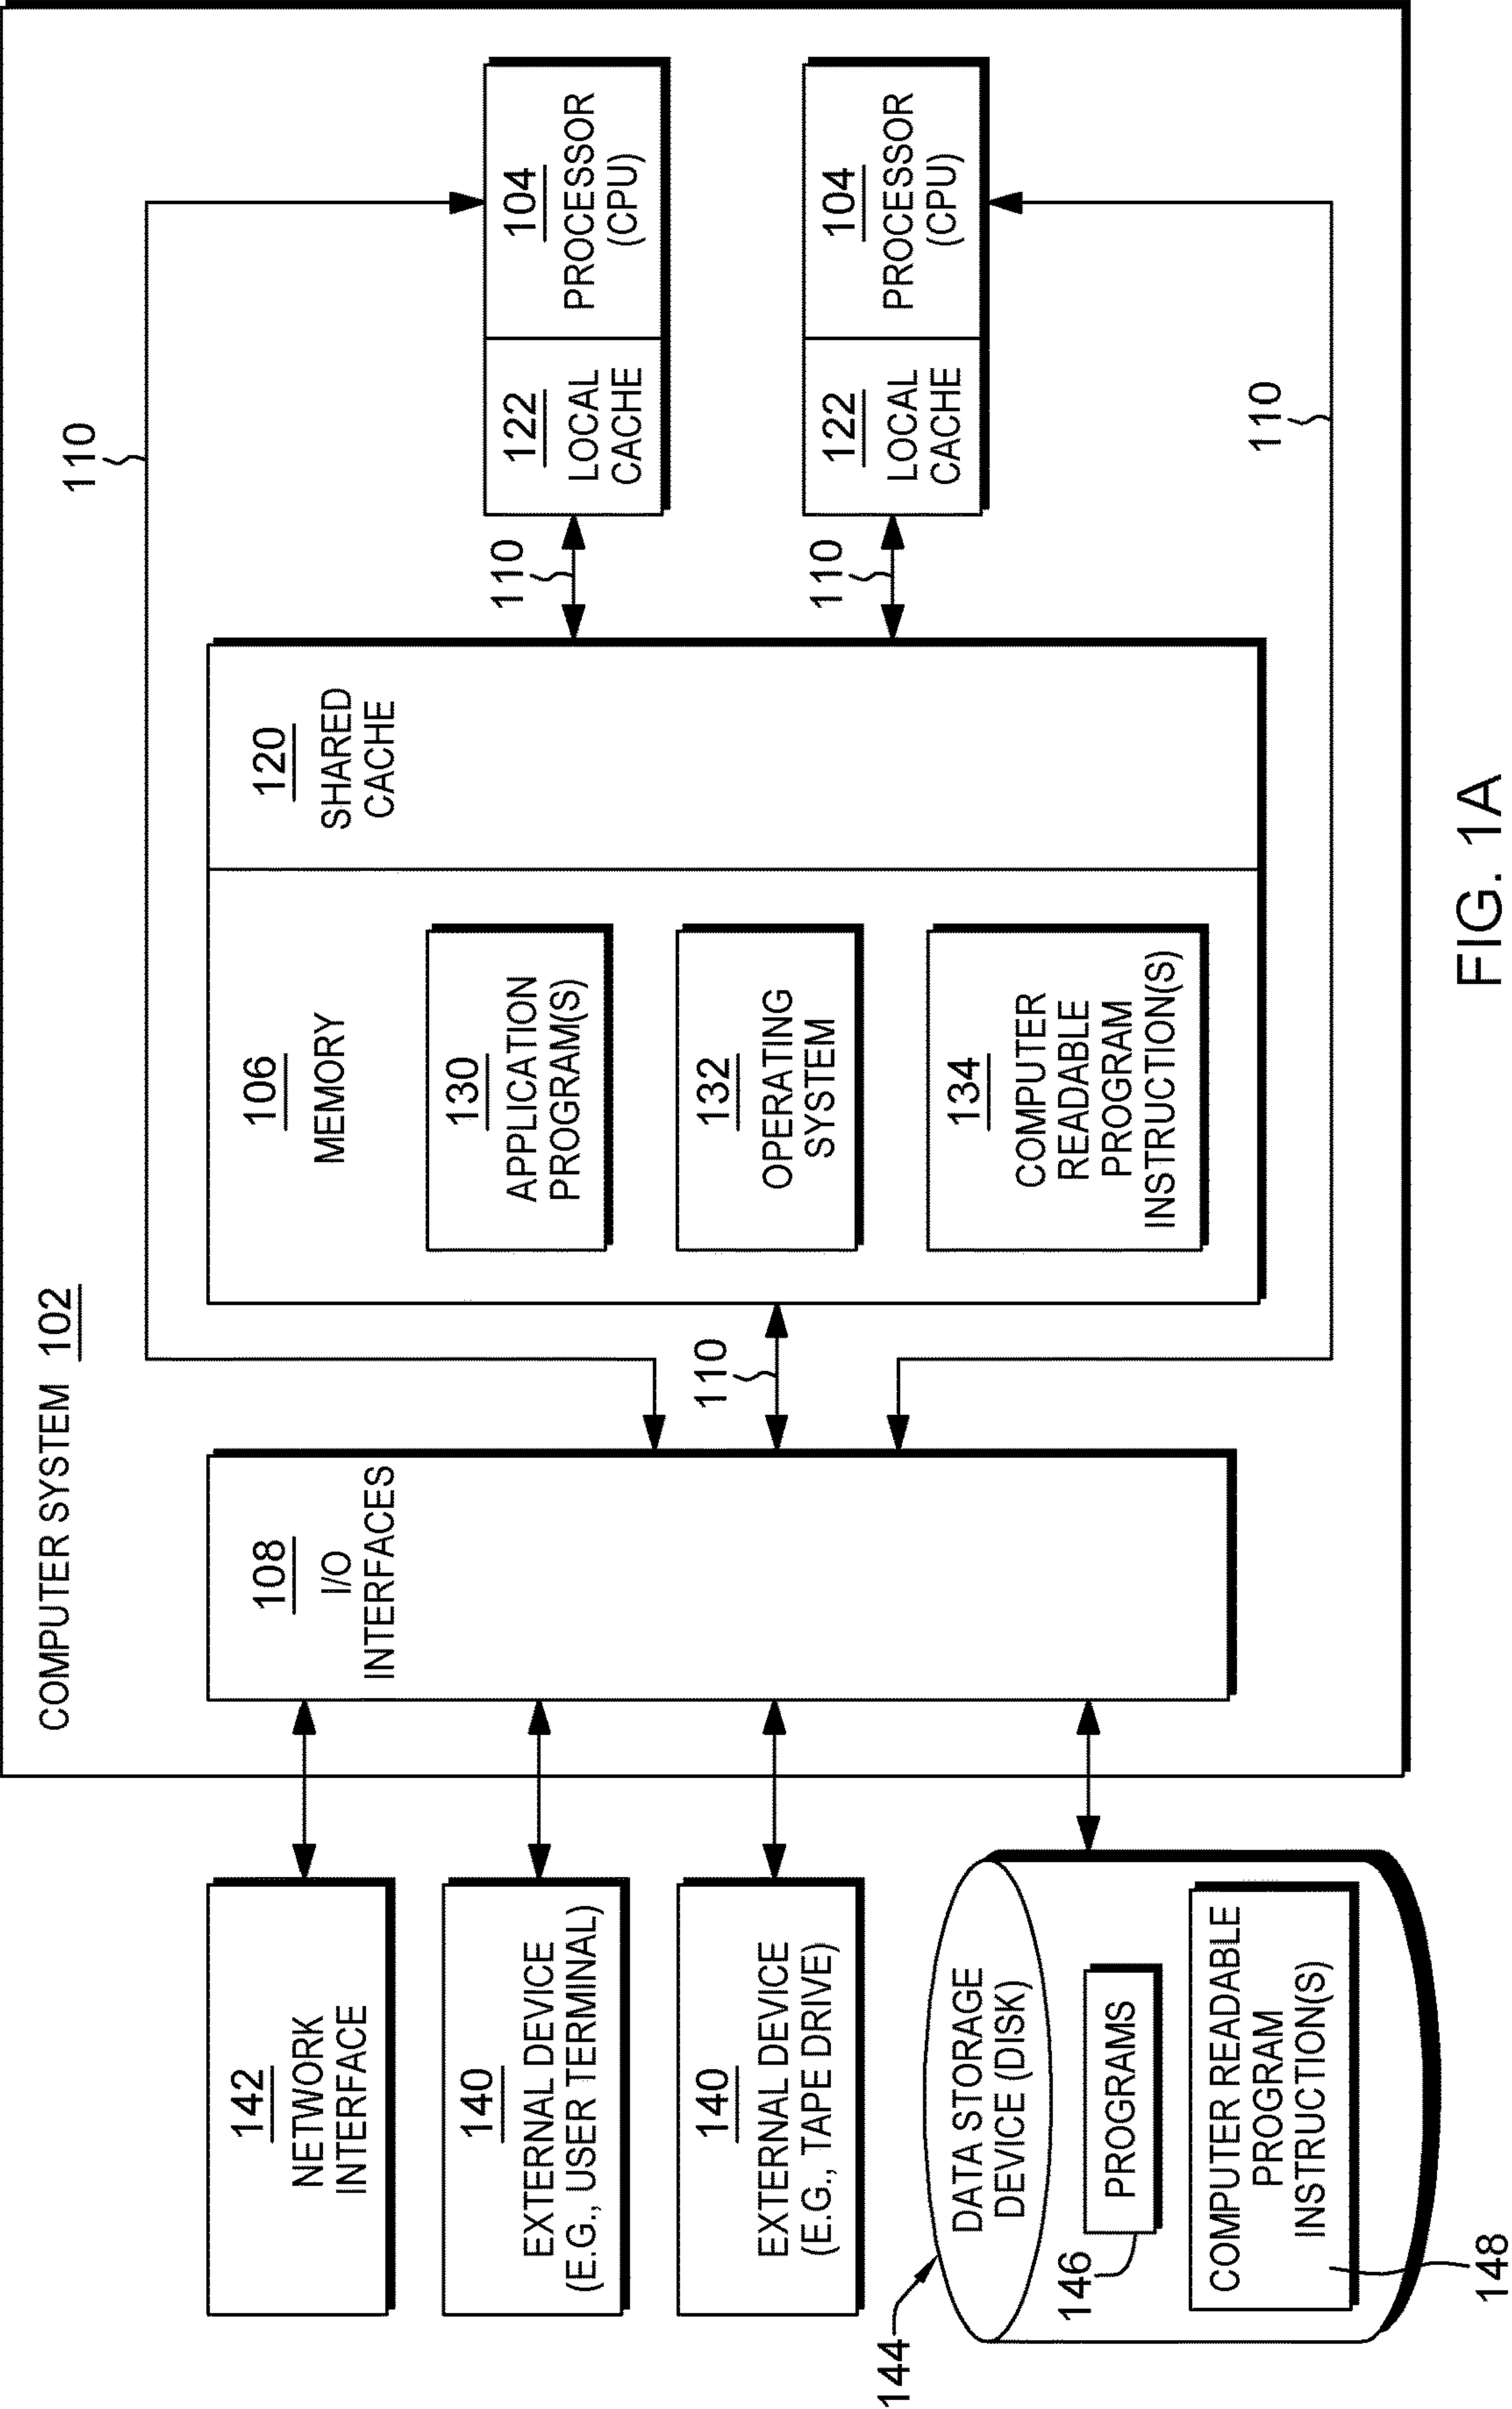 COMPUTER SYSTEM 102
110
104
PROCESSOR
(CPU)
122
LOCAL
CACHE
110
104
PROCESSOR
(CPU)
122
LOCAL
CACHE
110
110
120
SHARED
CACHE
106
MEMORY
130
APPLICATION
PROGRAM(S)
132
OPERATING
SYSTEM
134
COMPUTER
READABLE
PROGRAM
INSTRUCTION(S)
110
108
I/O
INTERFACES
142
NETWORK
INTERFACE
140
EXTERNAL DEVICE
(E.G., USER TERMINAL)
140
EXTERNAL DEVICE
(E.G., TAPE DRIVE)
144
DATA STORAGE
DEVICE (DISK)
146
PROGRAMS
COMPUTER READABLE
PROGRAM
INSTRUCTION(S)
148
FIG. 1A